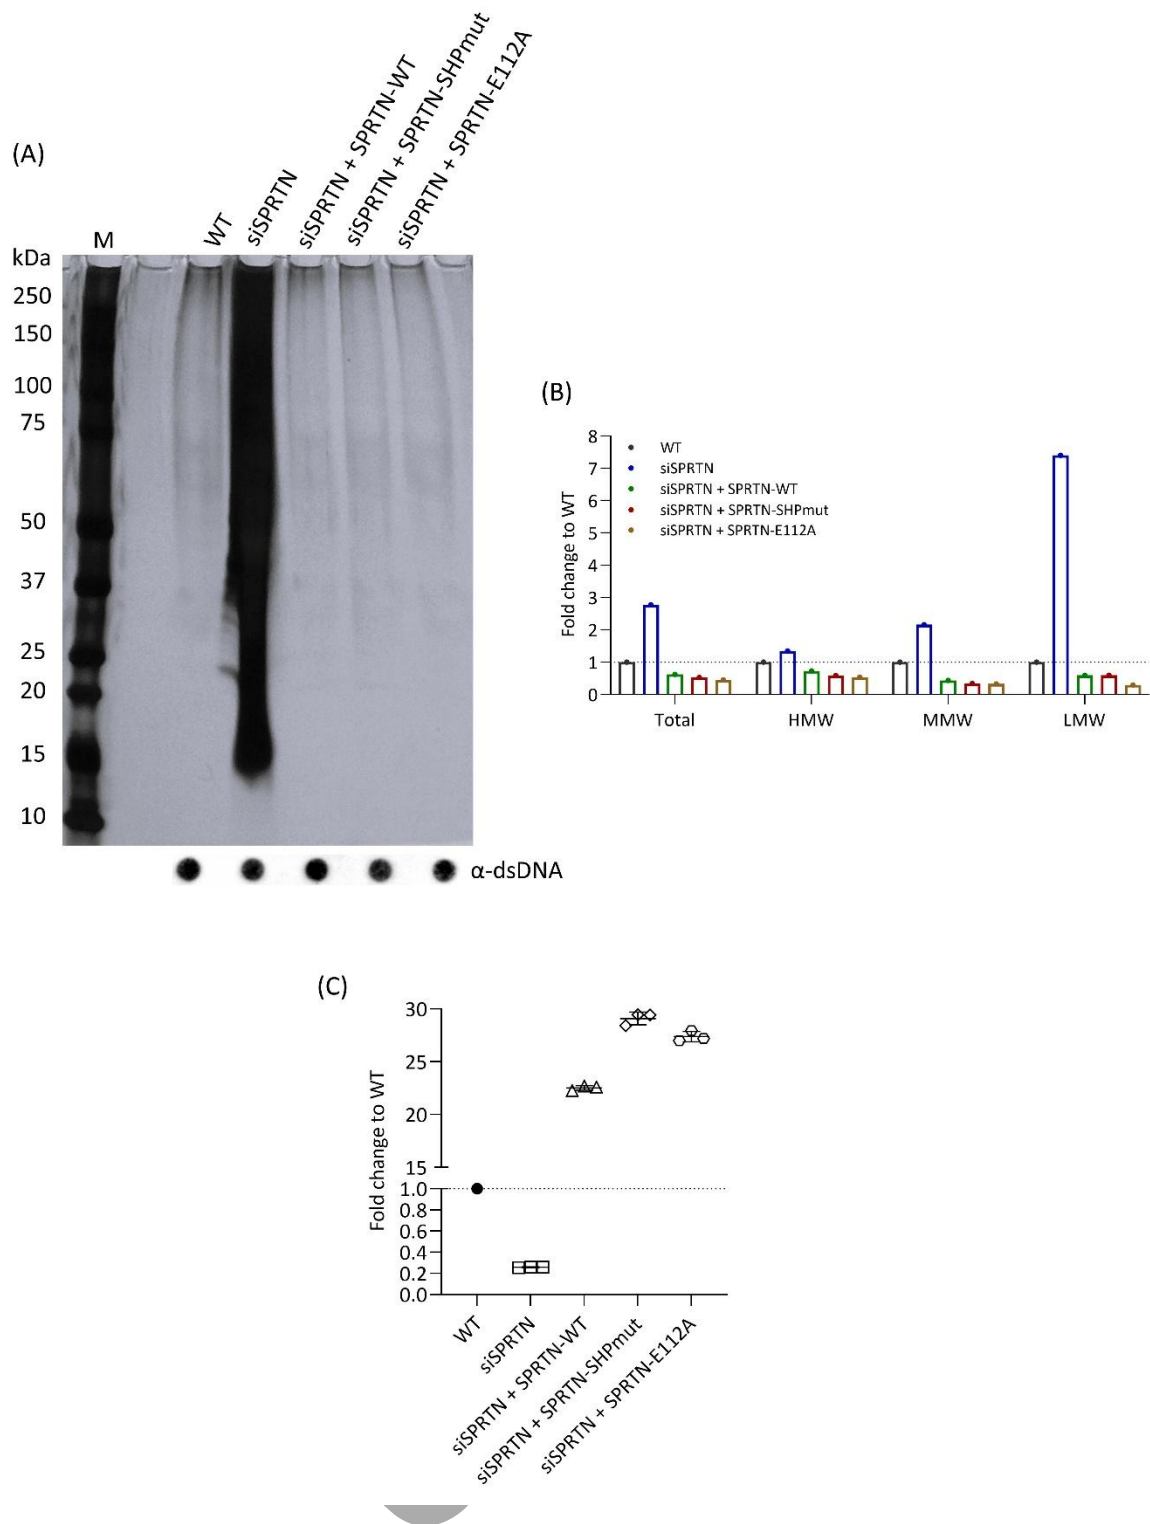 (A)
WT
siSPRTN
siSPRTN + SPRTN-WT
siSPRTN + SPRTN-SHPmut
siSPRTN + SPRTN-E112A
M
kDa
250
150
100
75
50
37
25
20
15
10
α-dsDNA
(B)
Fold change to WT
8
7
6
5
4
3
2
1
0
WT
siSPRTN
siSPRTN + SPRTN-WT
siSPRTN + SPRTN-SHPmut
siSPRTN + SPRTN-E112A
Total
HMW
MMW
LMW
(C)
Fold change to WT
30
25
20
15
1.0
0.8
0.6
0.4
0.2
0.0
WT
siSPRTN
siSPRTN + SPRTN-WT
siSPRTN + SPRTN-SHPmut
siSPRTN + SPRTN-E112A